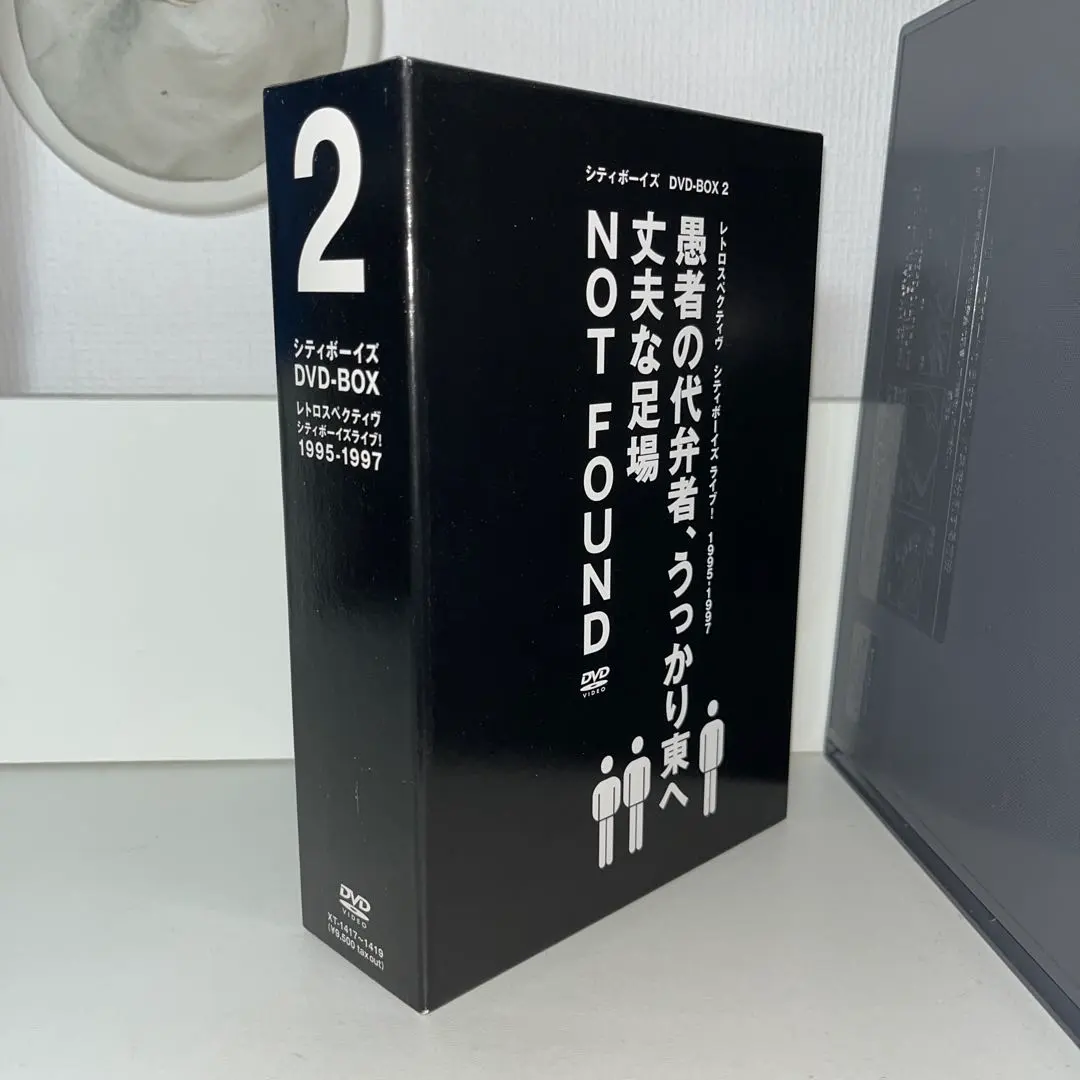 2
シティボーイズ
DVD-BOX
レトロスペクティヴ
シティボーイズライブ!
1995-1997
DVD
VIDEO
XT-1417~1419
(¥9,500 tax out)
シティボーイズ DVD-BOX 2
レトロスペクティヴ シティボーイズ ライブ! 1995-1997
愚者の代弁者、うっかり東へ
丈夫な足場
NOT FOUND
DVD
VIDEO